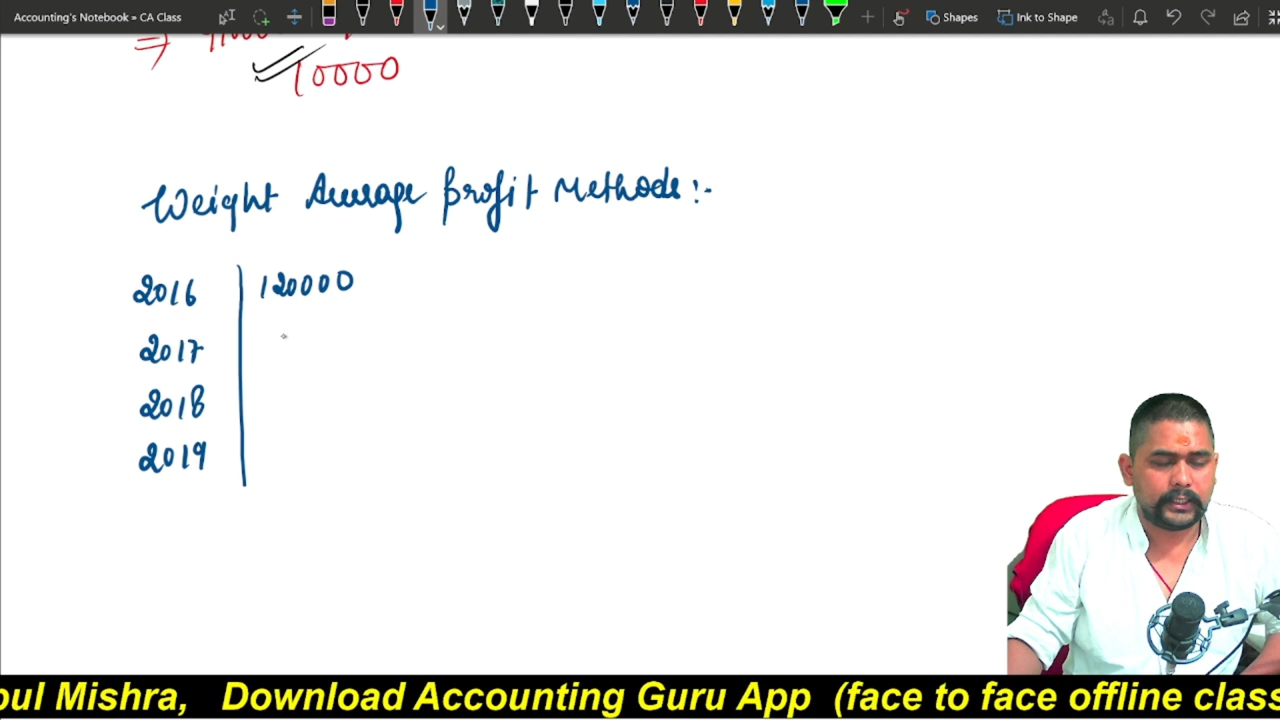 Accounting's Notebook » CA Class
Shapes
Ink to Shape
⇒
10000
Weight Average profit Methode :-
2016 120000
2017
2018
2019
Mishra, Download Accounting Guru App (face to face offline class